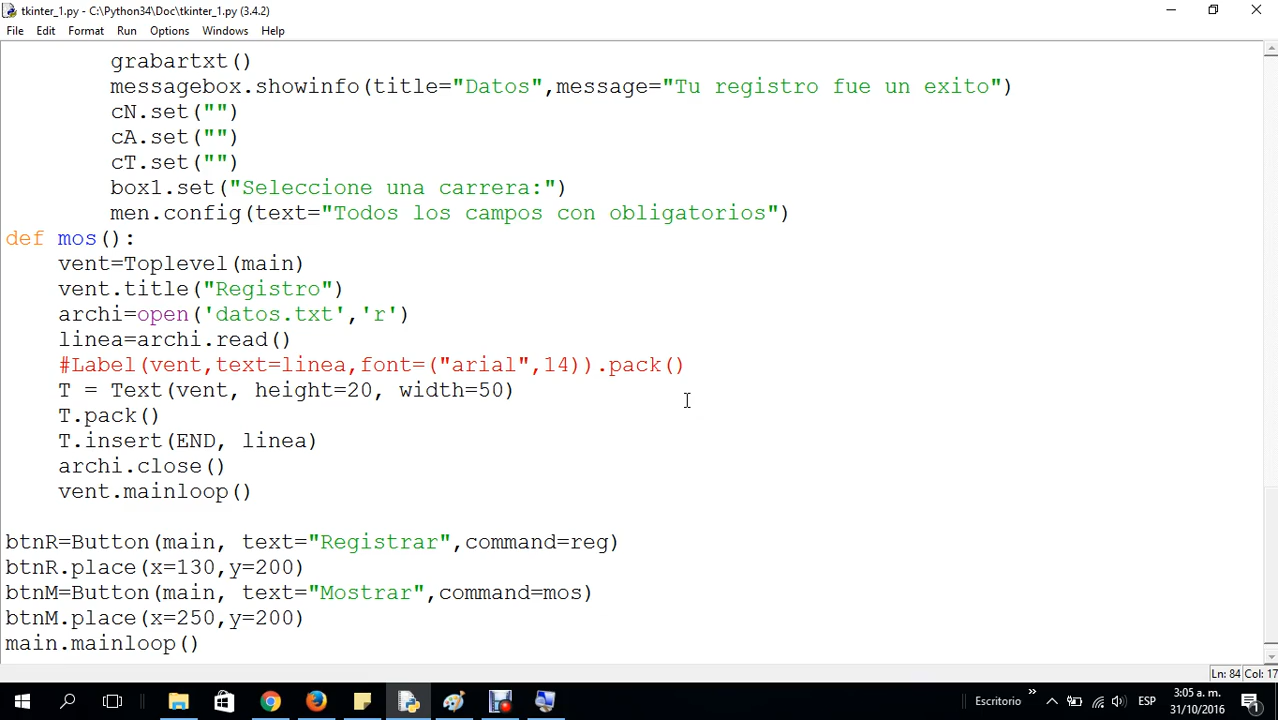 tkinter_1.py - C:\Python34\Doc\tkinter_1.py (3.4.2)
File Edit Format Run Options Windows Help
        grabartxt()
        messagebox.showinfo(title="Datos",message="Tu registro fue un exito")
        cN.set("")
        cA.set("")
        cT.set("")
        box1.set("Seleccione una carrera:")
        men.config(text="Todos los campos con obligatorios")
def mos():
    vent=Toplevel(main)
    vent.title("Registro")
    archi=open('datos.txt','r')
    linea=archi.read()
    #Label(vent,text=linea,font=("arial",14)).pack()
    T = Text(vent, height=20, width=50)
    T.pack()
    T.insert(END, linea)
    archi.close()
    vent.mainloop()
btnR=Button(main, text="Registrar",command=reg)
btnR.place(x=130,y=200)
btnM=Button(main, text="Mostrar",command=mos)
btnM.place(x=250,y=200)
main.mainloop()
Ln: 84 Col: 17
Escritorio
ESP
3:05 a. m.
31/10/2016
1